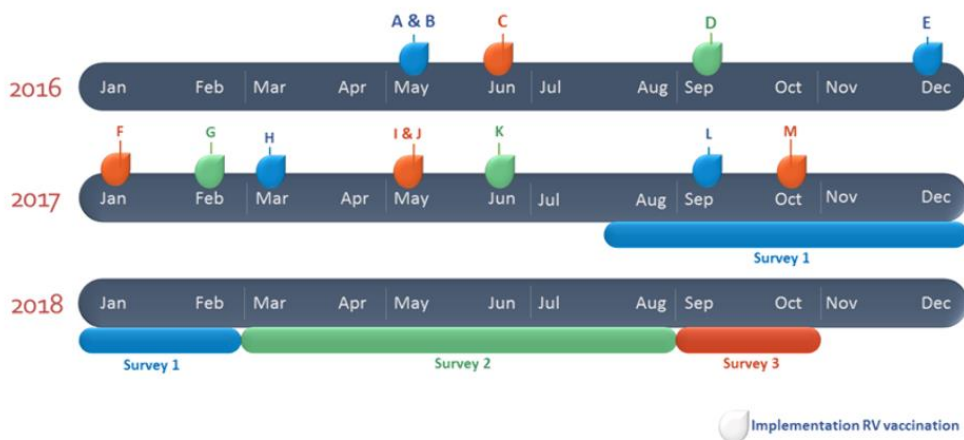 A & B C D E
2016 Jan Feb Mar Apr May Jun Jul Aug Sep Oct Nov Dec
F G H I & J K L M
2017 Jan Feb Mar Apr May Jun Jul Aug Sep Oct Nov Dec
Survey 1
2018 Jan Feb Mar Apr May Jun Jul Aug Sep Oct Nov Dec
Survey 1 Survey 2 Survey 3
Implementation RV vaccination